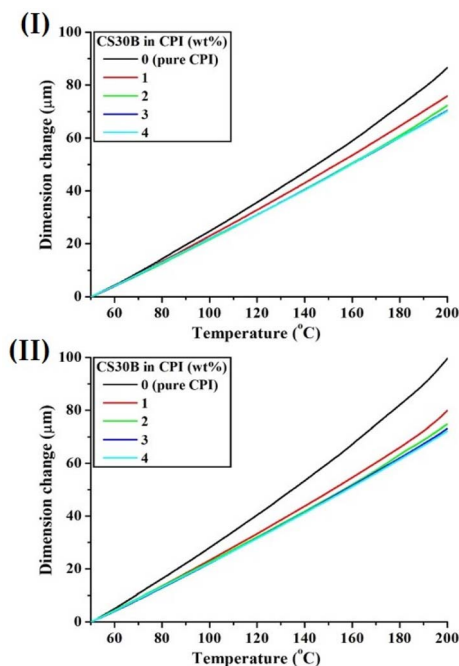 (I)
CS30B in CPI (wt%)
0 (pure CPI)
1
2
3
4
100
80
60
40
20
0
Dimension change (μm)
60 80 100 120 140 160 180 200
Temperature (°C)
(II)
CS30B in CPI (wt%)
0 (pure CPI)
1
2
3
4
100
80
60
40
20
0
Dimension change (μm)
60 80 100 120 140 160 180 200
Temperature (°C)